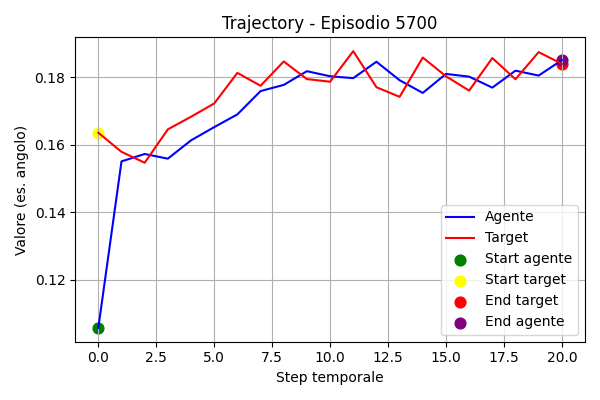 Trajectory - Episodio 5700
Valore (es. angolo)
0.18
0.16
0.14
0.12
Agente
Target
Start agente
Start target
End target
End agente
0.0 2.5 5.0 7.5 10.0 12.5 15.0 17.5 20.0
Step temporale